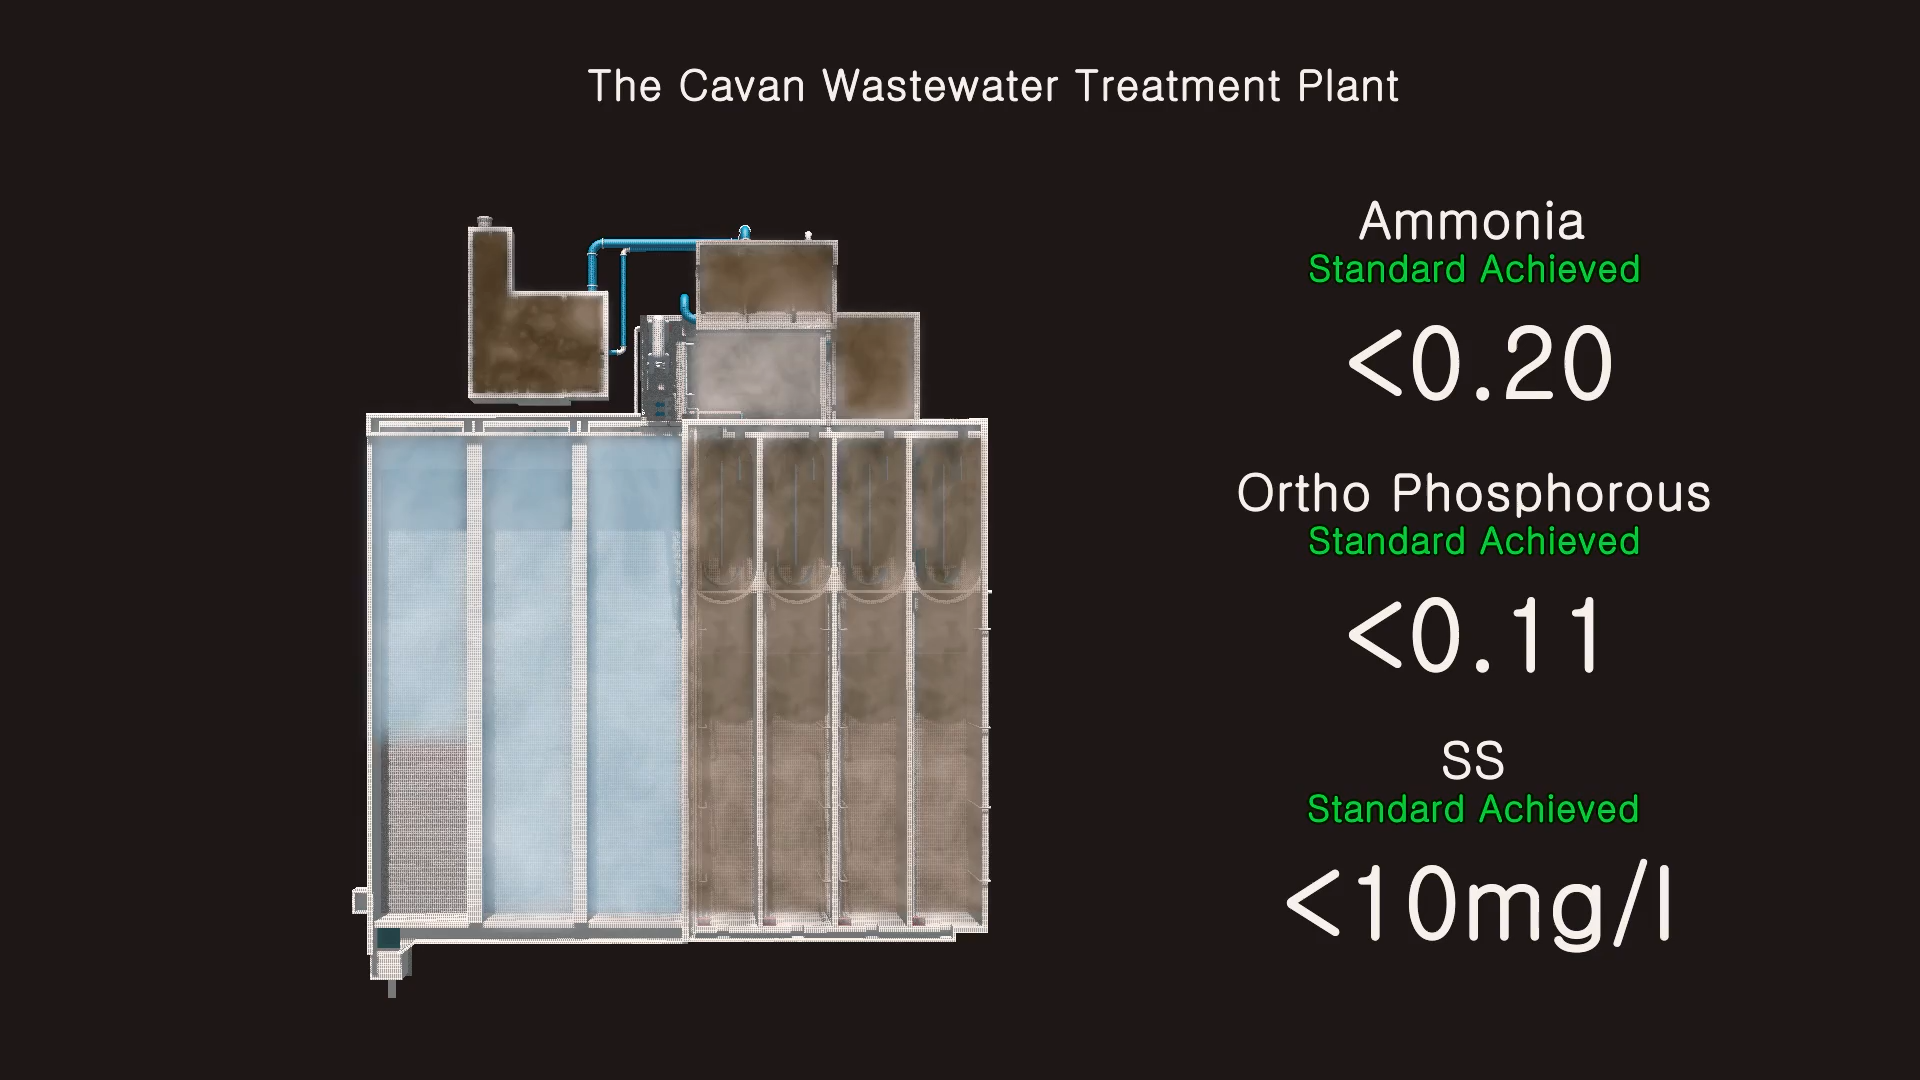 The Cavan Wastewater Treatment Plant
Ammonia
Standard Achieved
<0.20
Ortho Phosphorous
Standard Achieved
<0.11
SS
Standard Achieved
<10mg/l